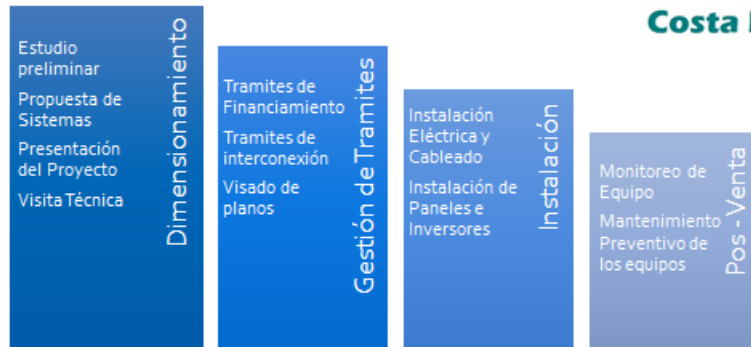 Costa
Estudio
preliminar
Propuesta de
Sistemas
Presentación
del Proyecto
Visita Técnica
Dimensionamiento
Tramites de
Financiamiento
Tramites de
interconexión
Visado de
planos
Gestión de Tramites
Instalación
Eléctrica y
Cableado
Instalación de
Paneles e
Inversores
Instalación
Monitoreo de
Equipo
Mantenimiento
Preventivo de
los equipos
Pos - Venta